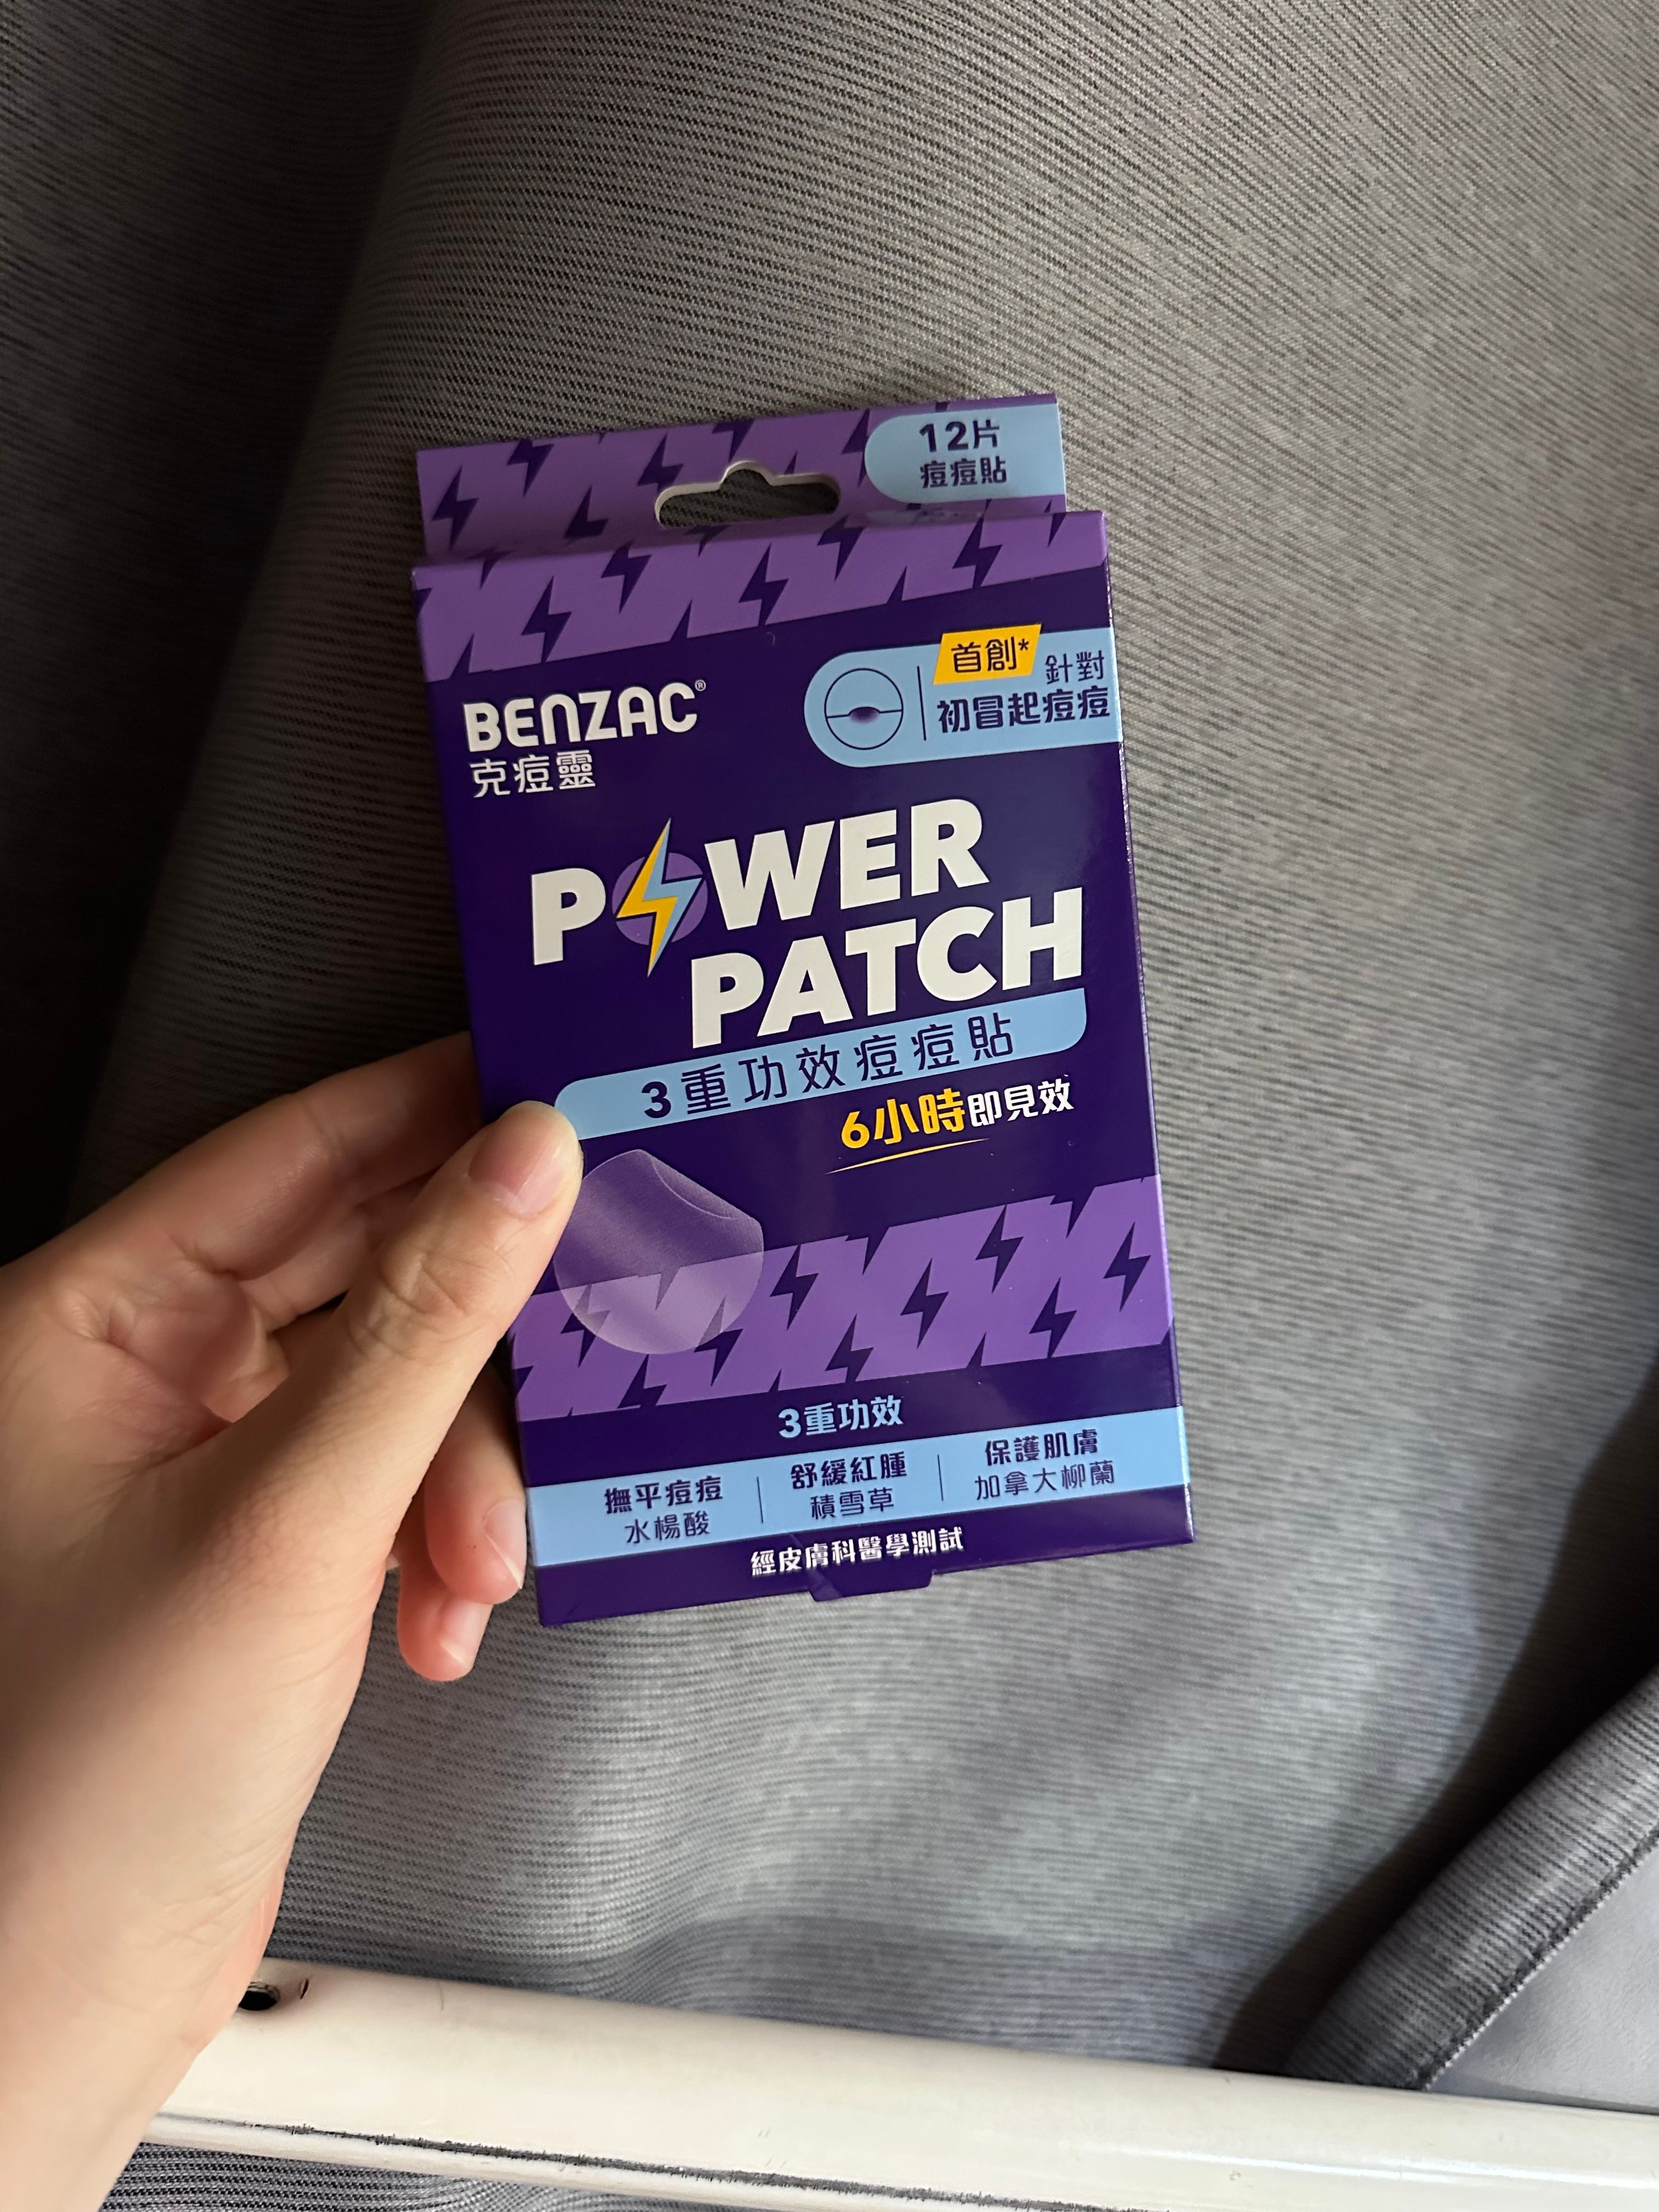 12片
痘痘貼
BENZAC®
克痘靈
首創*
針對
初冒起痘痘
POWER
PATCH
3重功效痘痘貼
6小時即見效
3重功效
撫平痘痘
水楊酸
舒緩紅腫
積雪草
保護肌膚
加拿大柳蘭
經皮膚科醫學測試